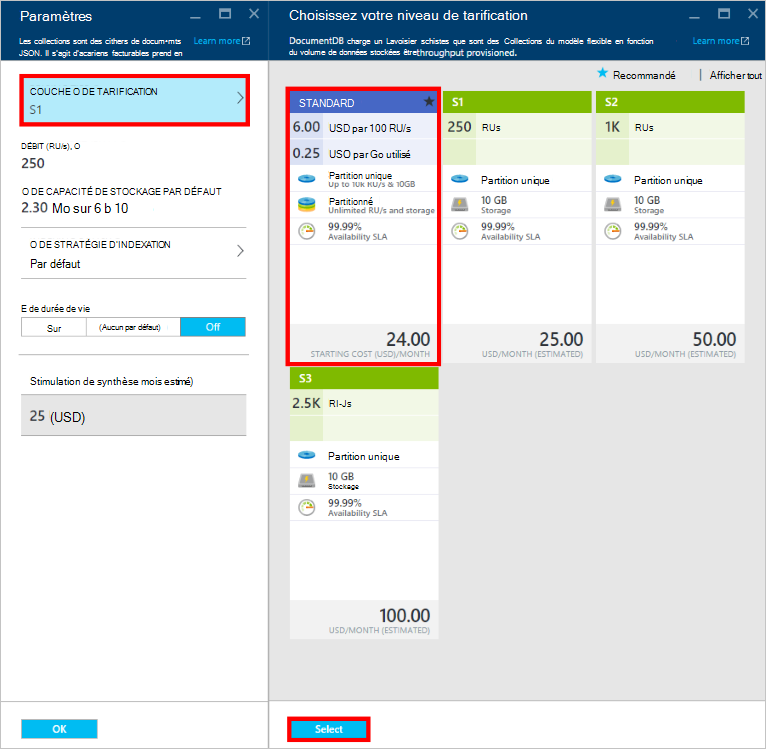 Paramètres
Les collections sont des cithers de docum•mts
JSON. Il s'agit d'acariens facturables prend en
Learn more
COUCHE O DE TARIFICATION
S1
DÉBIT (RU/s), O
250
O DE CAPACITÉ DE STOCKAGE PAR DÉFAUT
2.30 Mo sur 6 b 10
O DE STRATÉGIE D'INDEXATION
Par défaut
E de durée de vie
Sur
(Aucun par défaut)
Off
Stimulation de synthèse mois estimé)
25 (USD)
OK
Choisissez votre niveau de tarification
DocumentDB charge un Lavoisier schistes que sont des Collections du modèle flexible en fonction
du volume de données stockées êtrethroughput provisioned.
Learn more
Recommandé
| Affichertout
STANDARD
6.00 USD par 100 RU/s
0.25 USO par Go utilisé
Partition unique
Up to 10k RU/s & 10GB
Partitionné
Unlimited RU/s and storage
99.99%
Availability SLA
24.00
STARTING COST (USD)/MONTH
S1
250 RUs
Partition unique
10 GB
Storage
99.99%
Availability SLA
25.00
USD/MONTH (ESTIMATED)
S2
1K RUs
Partition unique
10 GB
Storage
99.99%
Availability SLA
50.00
USD/MONTH (ESTIMATED)
S3
2.5K RI-Js
Partition unique
10 GB
Stockage
99.99%
Availability SLA
100.00
USD/MONTH (ESTIMATED)
Select